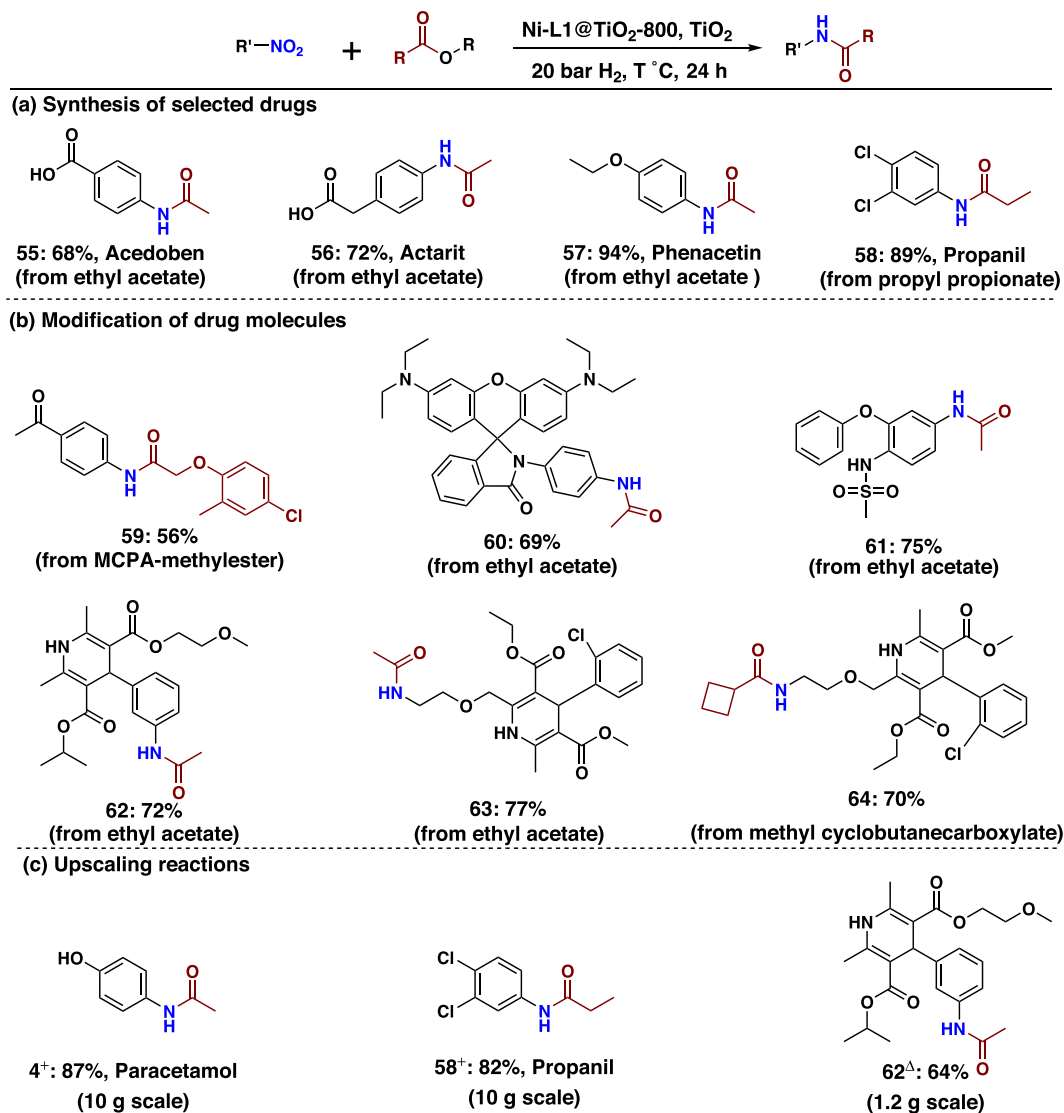 R'–NO2 + R O O R Ni-L1@TiO2-800, TiO2 R' H N R O
20 bar H2, T °C, 24 h
(a) Synthesis of selected drugs
O HO N H O
55: 68%, Acedoben
(from ethyl acetate)
O HO H N O
56: 72%, Actarit
(from ethyl acetate)
O N H O
57: 94%, Phenacetin
(from ethyl acetate )
Cl Cl N H O
58: 89%, Propanil
(from propyl propionate)
(b) Modification of drug molecules
O N H O O Cl
59: 56%
(from MCPA-methylester)
N O N N O NH O
60: 69%
(from ethyl acetate)
O H N O NH O S O
61: 75%
(from ethyl acetate)
HN O O O O O HN O
62: 72%
(from ethyl acetate)
O HN O O O Cl HN O O
63: 77%
(from ethyl acetate)
O N H O HN O O O O Cl
64: 70%
(from methyl cyclobutanecarboxylate)
(c) Upscaling reactions
HO N H O
4+: 87%, Paracetamol
(10 g scale)
Cl Cl N H O
58+: 82%, Propanil
(10 g scale)
HN O O O O O HN O
62Δ: 64%
(1.2 g scale)